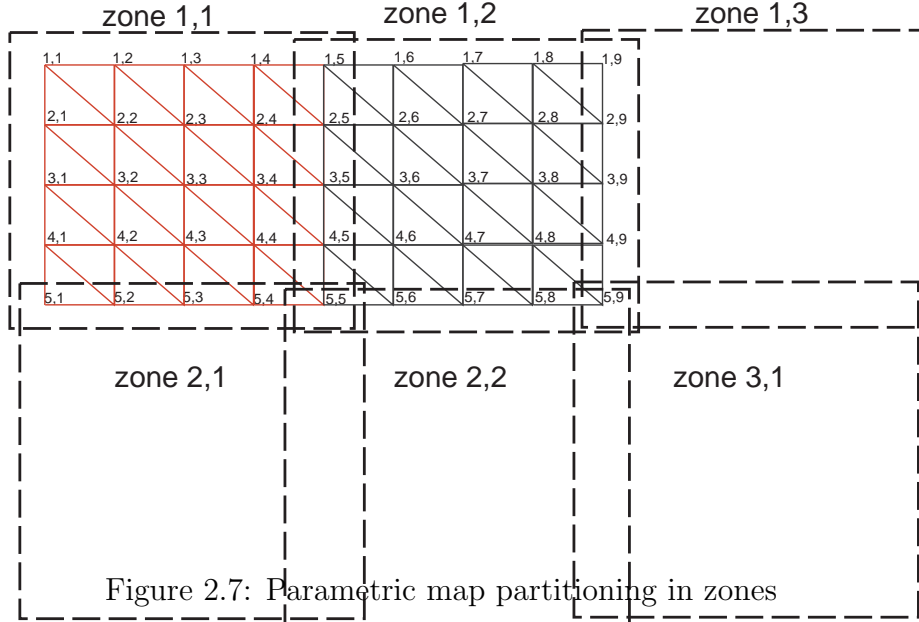 zone 1,1 zone 1,2 zone 1,3
1,1 1,2 1,3 1,4 1,5 1,6 1,7 1,8 1,9
2,1 2,2 2,3 2,4 2,5 2,6 2,7 2,8 2,9
3,1 3,2 3,3 3,4 3,5 3,6 3,7 3,8 3,9
4,1 4,2 4,3 4,4 4,5 4,6 4,7 4,8 4,9
5,1 5,2 5,3 5,4 5,5 5,6 5,7 5,8 5,9
zone 2,1 zone 2,2 zone 3,1
Figure 2.7: Parametric map partitioning in zones